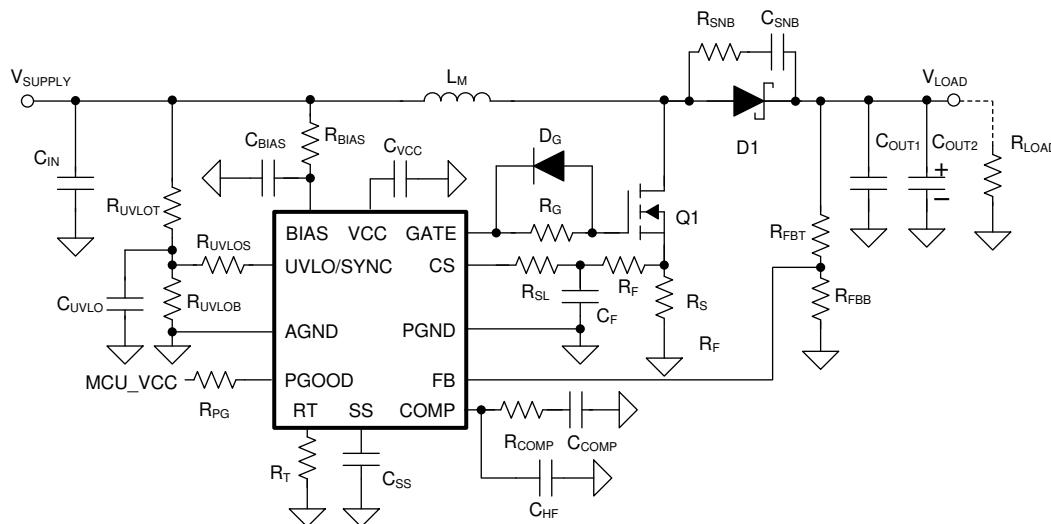 RSNB
CSNB
VSUPPLY
LM
VLOAD
CIN
CBIAS
RBIAS
CVCC
DG
D1
COUT1
COUT2
RLOAD
+
−
RUVLOT
RG
Q1
BIAS VCC GATE
RFBT
RUVLOS
UVLO/SYNC CS
RSL
RF
CUVLO
RUVLOB
CF
RS
RFBB
AGND PGND
RF
MCU_VCC
PGOOD FB
RPG
RT SS COMP
RCOMP
CCOMP
RT
CSS
CHF